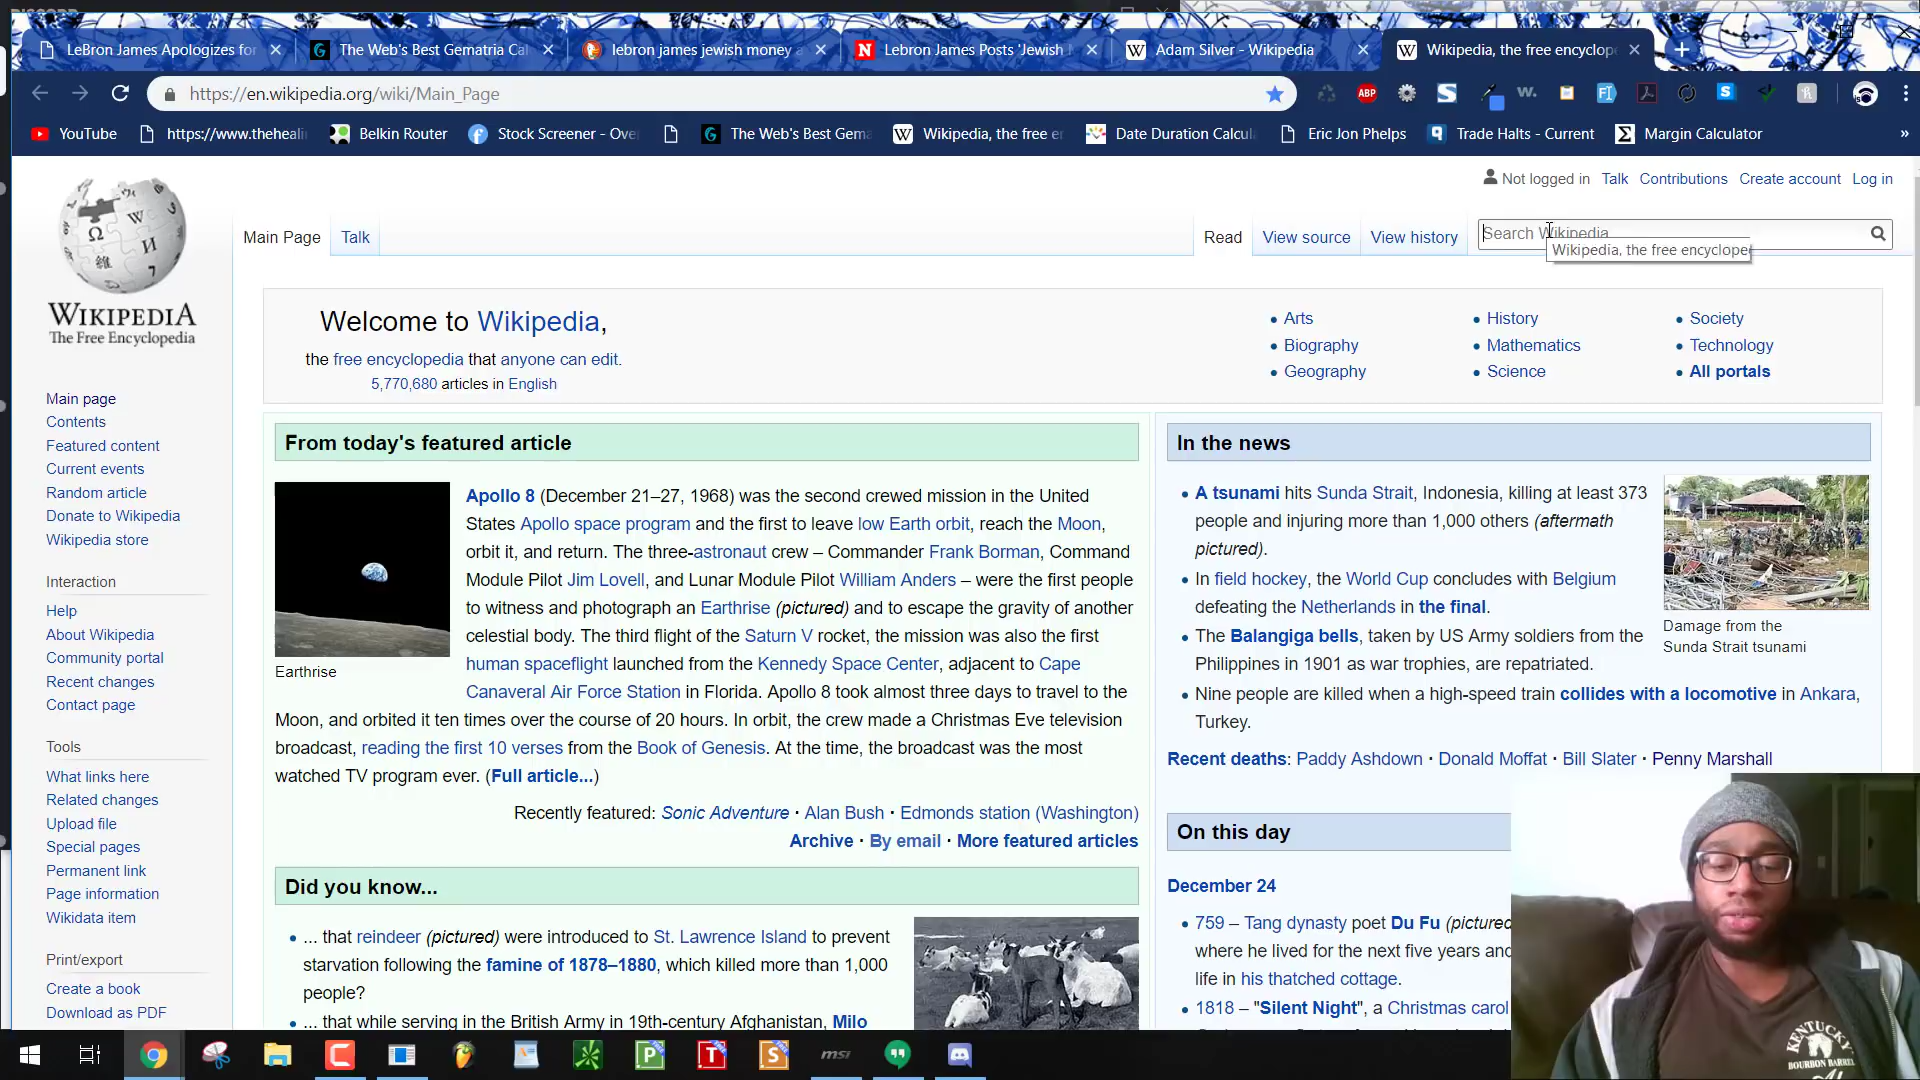 LeBron James Apologizes for
The Web's Best Gematria Cal
lebron james jewish money a
Lebron James Posts 'Jewish
Adam Silver - Wikipedia
Wikipedia, the free encyclope
https://en.wikipedia.org/wiki/Main_Page
ABP
YouTube
https://www.theheali
Belkin Router
Stock Screener - Ove
The Web's Best Gema
Wikipedia, the free e
Date Duration Calcul
Eric Jon Phelps
Trade Halts - Current
Margin Calculator
»
Not logged in Talk Contributions Create account Log in
Main Page Talk Read View source View history Search Wikipedia
Wikipedia, the free encyclope
WIKIPEDIA
The Free Encyclopedia
Welcome to Wikipedia,
the free encyclopedia that anyone can edit.
5,770,680 articles in English
Arts
Biography
Geography
History
Mathematics
Science
Society
Technology
All portals
Main page
Contents
Featured content
Current events
Random article
Donate to Wikipedia
Wikipedia store
Interaction
Help
About Wikipedia
Community portal
Recent changes
Contact page
Tools
What links here
Related changes
Upload file
Special pages
Permanent link
Page information
Wikidata item
Print/export
Create a book
Download as PDF
From today's featured article
Apollo 8 (December 21–27, 1968) was the second crewed mission in the United
States Apollo space program and the first to leave low Earth orbit, reach the Moon,
orbit it, and return. The three-astronaut crew – Commander Frank Borman, Command
Module Pilot Jim Lovell, and Lunar Module Pilot William Anders – were the first people
to witness and photograph an Earthrise (pictured) and to escape the gravity of another
celestial body. The third flight of the Saturn V rocket, the mission was also the first
human spaceflight launched from the Kennedy Space Center, adjacent to Cape
Canaveral Air Force Station in Florida. Apollo 8 took almost three days to travel to the
Earthrise
Moon, and orbited it ten times over the course of 20 hours. In orbit, the crew made a Christmas Eve television
broadcast, reading the first 10 verses from the Book of Genesis. At the time, the broadcast was the most
watched TV program ever. (Full article...)
Recently featured: Sonic Adventure · Alan Bush · Edmonds station (Washington)
Archive · By email · More featured articles
Did you know...
... that reindeer (pictured) were introduced to St. Lawrence Island to prevent
starvation following the famine of 1878–1880, which killed more than 1,000
people?
... that while serving in the British Army in 19th-century Afghanistan, Milo
In the news
A tsunami hits Sunda Strait, Indonesia, killing at least 373
people and injuring more than 1,000 others (aftermath
pictured).
In field hockey, the World Cup concludes with Belgium
defeating the Netherlands in the final.
The Balangiga bells, taken by US Army soldiers from the
Philippines in 1901 as war trophies, are repatriated.
Nine people are killed when a high-speed train collides with a locomotive in Ankara,
Turkey.
Damage from the
Sunda Strait tsunami
Recent deaths: Paddy Ashdown · Donald Moffat · Bill Slater · Penny Marshall
On this day
December 24
759 – Tang dynasty poet Du Fu (pictured
where he lived for the next five years and
life in his thatched cottage.
1818 – "Silent Night", a Christmas carol
KENTUCKY
BOURBON BARREL
msi